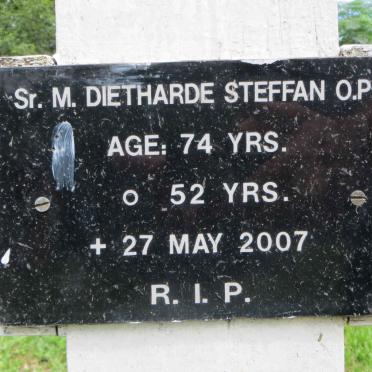 Sr. M. DIETHARDE STEFFAN O.P
AGE: 74 YRS.
o 52 YRS.
+ 27 MAY 2007
R. I. P.